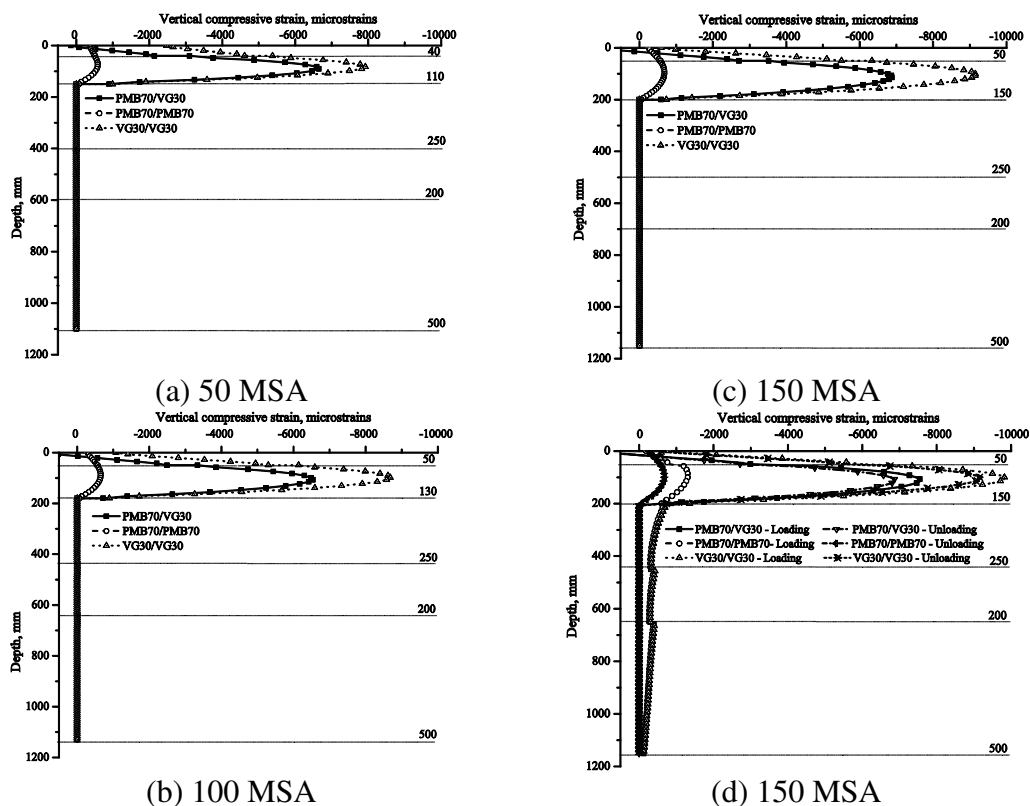 Vertical compressive strain, microstrains
0 -2000 -4000 -6000 -8000 -10000
0
200
400
600
800
1000
1200
Depth, mm
40
110
250
200
500
PMB70/VG30
PMB70/PMB70
VG30/VG30
(a) 50 MSA
Vertical compressive strain, microstrains
0 -2000 -4000 -6000 -8000 -10000
0
200
400
600
800
1000
1200
Depth, mm
50
150
250
200
500
PMB70/VG30
PMB70/PMB70
VG30/VG30
(c) 150 MSA
Vertical compressive strain, microstrains
0 -2000 -4000 -6000 -8000 -10000
0
200
400
600
800
1000
1200
Depth, mm
50
130
250
200
500
PMB70/VG30
PMB70/PMB70
VG30/VG30
(b) 100 MSA
Vertical compressive strain, microstrains
0 -2000 -4000 -6000 -8000 -10000
0
200
400
600
800
1000
1200
Depth, mm
50
150
250
200
500
PMB70/VG30 - Loading
PMB70/PMB70- Loading
VG30/VG30 - Loading
PMB70/VG30 - Unloading
PMB70/PMB70 - Unloading
VG30/VG30 - Unloading
(d) 150 MSA